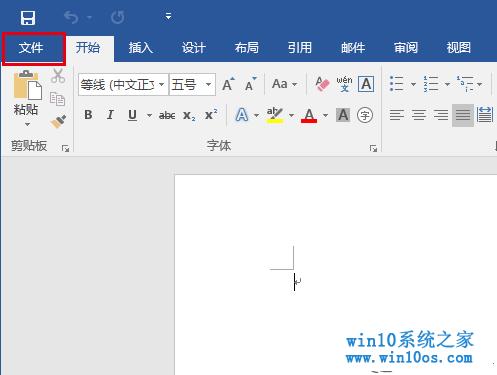 文件 开始 插入 设计 布局 引用 邮件 审阅 视图
等线 (中文正文 五号 A A Aa wén 文 A
粘贴 B I U abc x₂ x² A ab A A 字
剪贴板 字体
win10系统之家
www.win10os.com